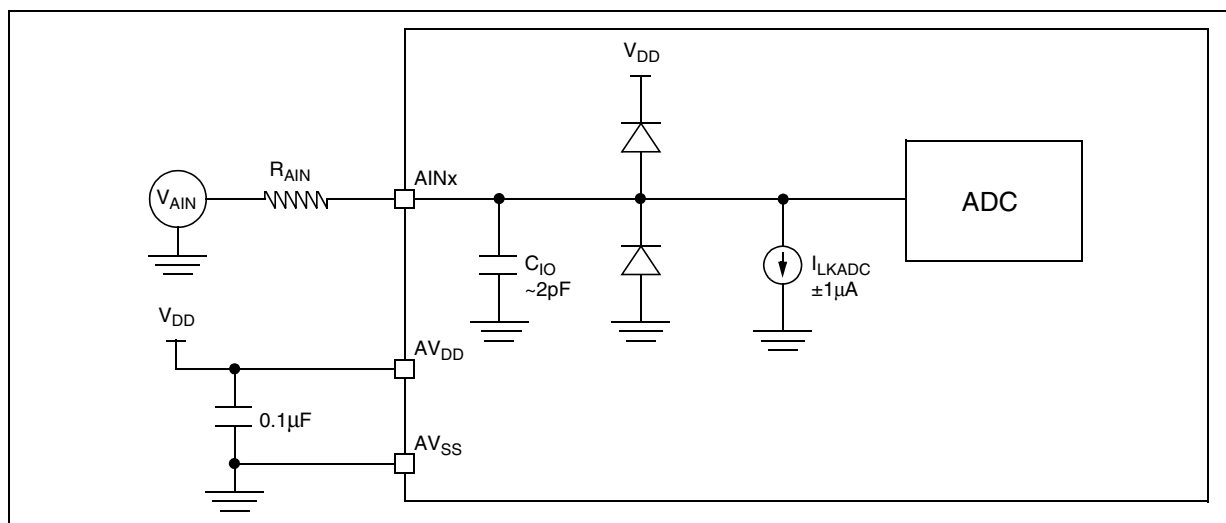 V_DD
R_AIN
AINx
V_AIN
ADC
C_IO
~2pF
I_LKADC
±1μA
V_DD
AV_DD
0.1μF
AV_SS